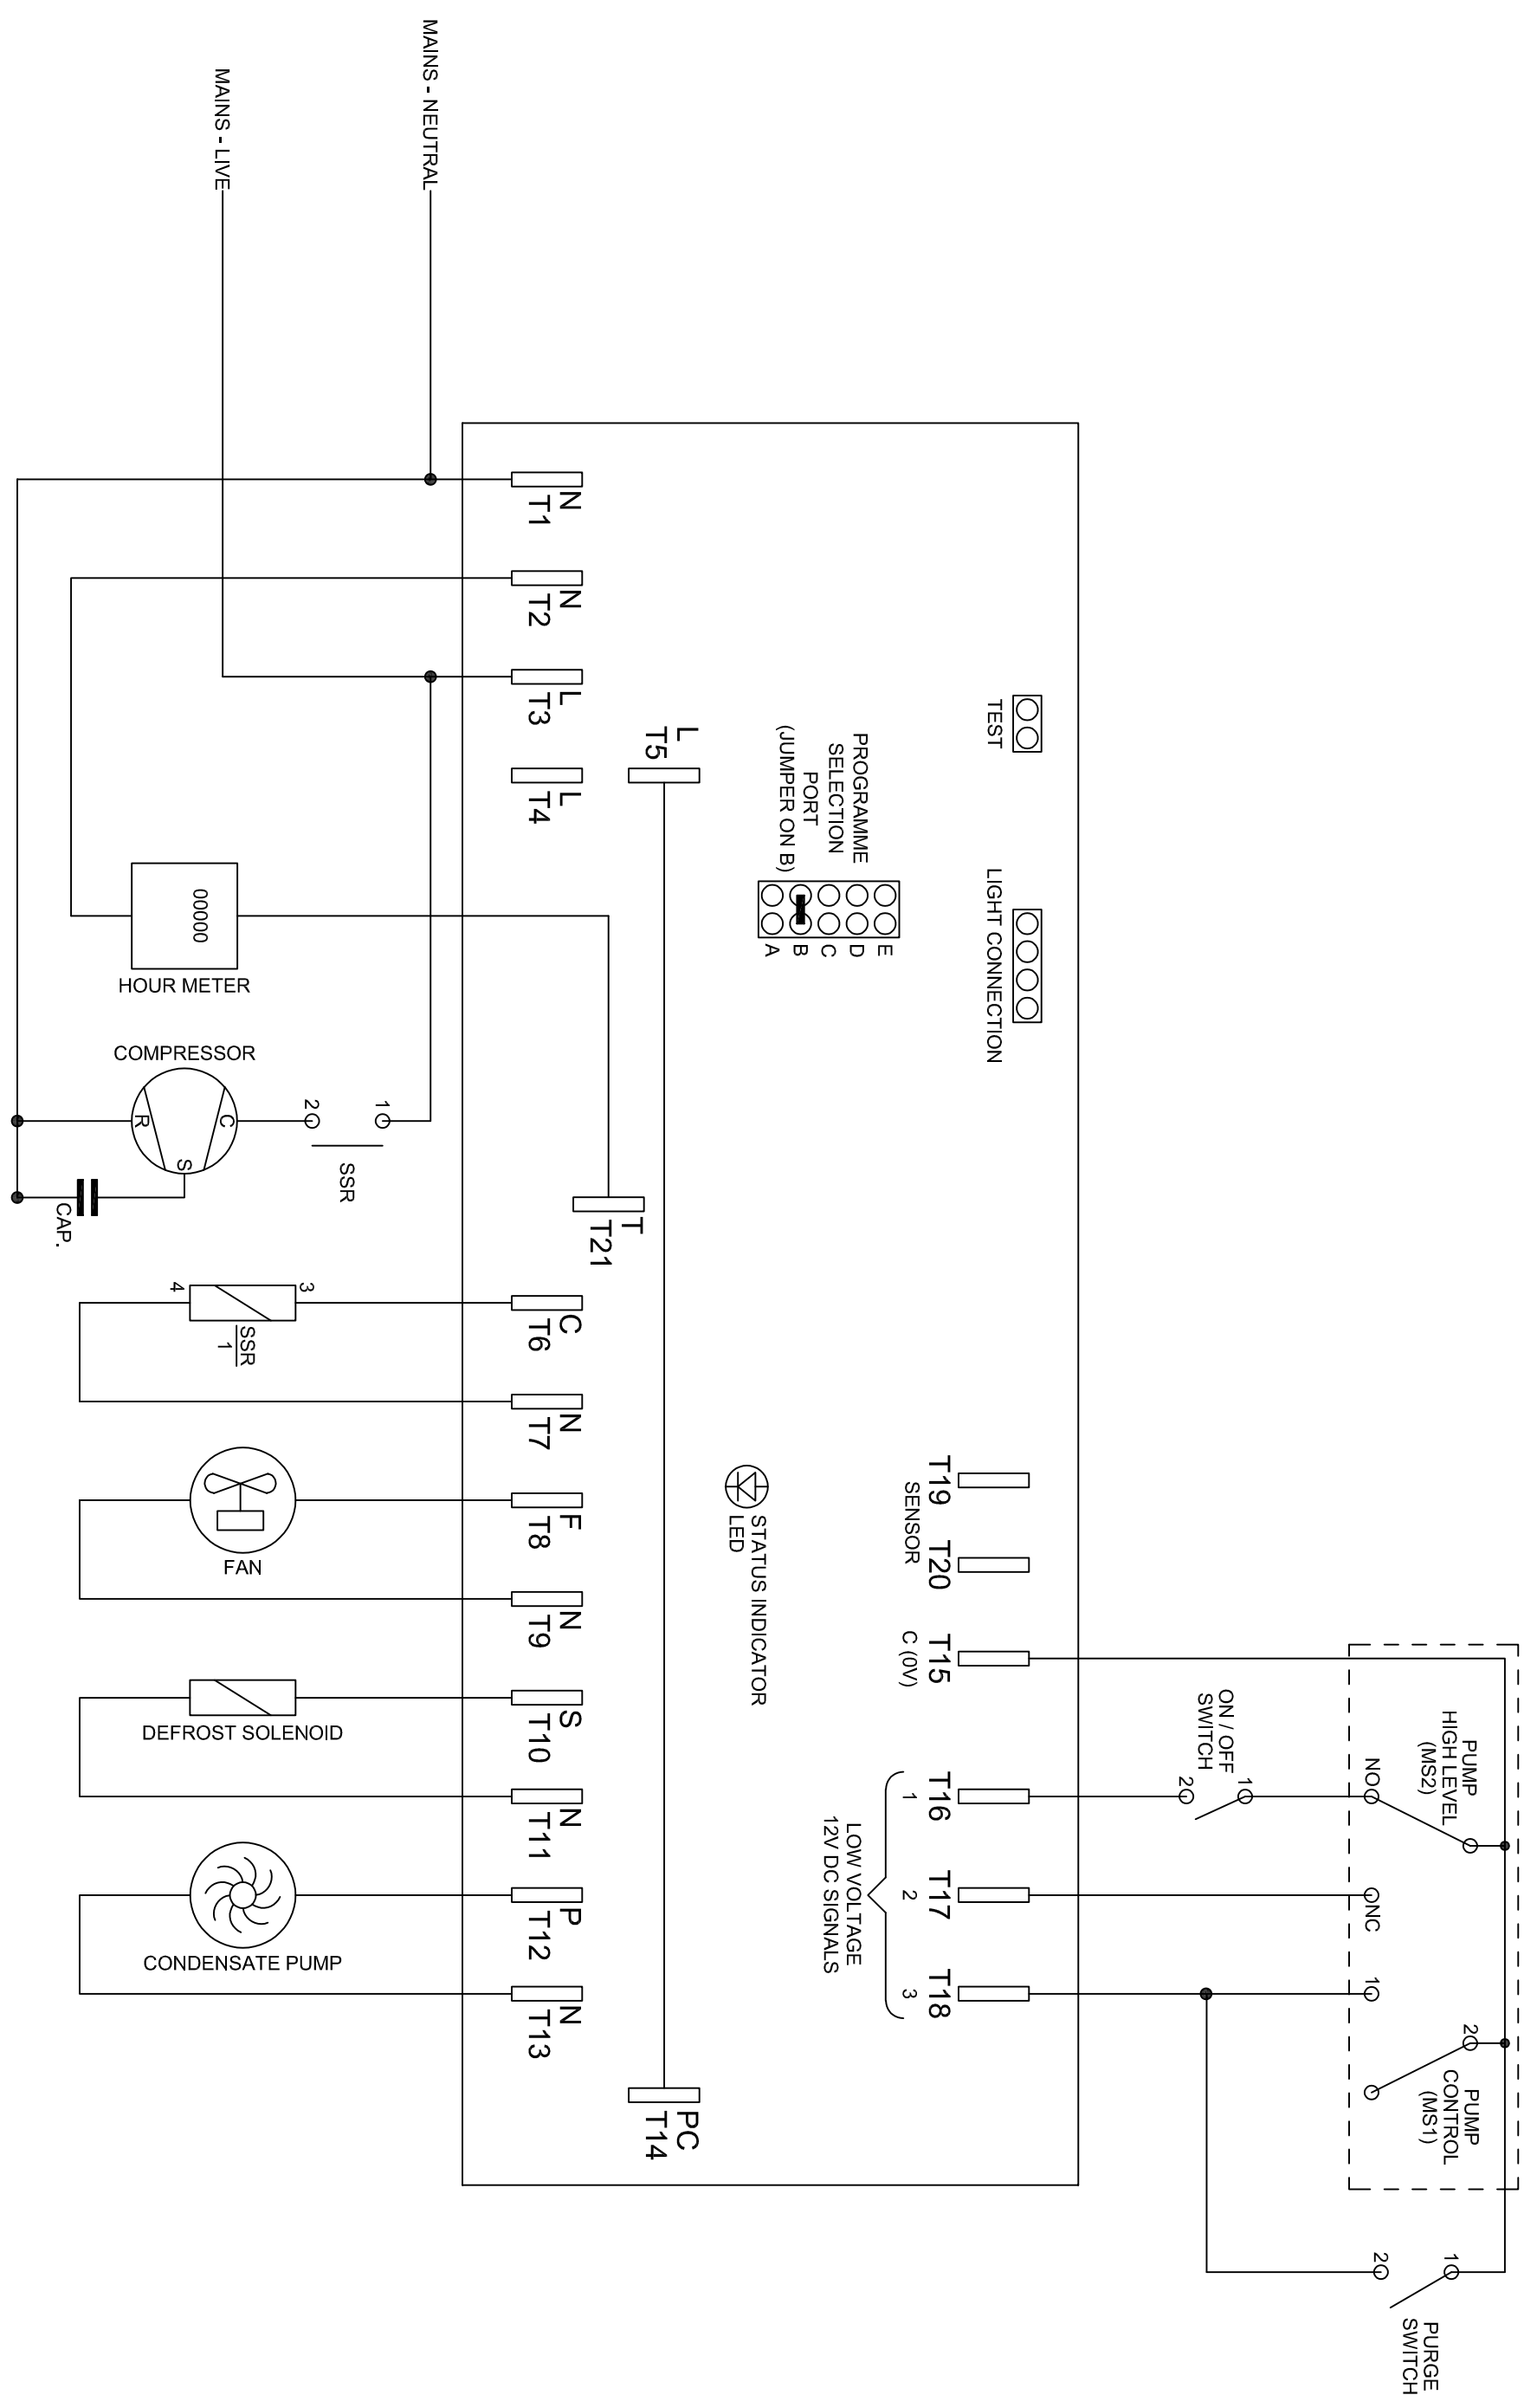 MAINS - NEUTRAL
MAINS - LIVE
N
T1
N
T2
L
T3
L
T4
L
T5
TEST
PROGRAMME
SELECTION
PORT
(JUMPER ON B)
A
B
C
D
E
LIGHT CONNECTION
00000
HOUR METER
COMPRESSOR
R
C
S
CAP.
1
2
SSR
T
T21
3
4
SSR
1
C
T6
N
T7
FAN
F
T8
N
T9
DEFROST SOLENOID
S
T10
N
T11
CONDENSATE PUMP
P
T12
N
T13
PC
T14
STATUS INDICATOR
LED
T19
SENSOR
T20
T15
C (0V)
T16
1
T17
2
T18
3
LOW VOLTAGE
12V DC SIGNALS
ON / OFF
SWITCH
1
2
PUMP
HIGH LEVEL
(MS2)
NO
NC
1
2
PUMP
CONTROL
(MS1)
1
2
PURGE
SWITCH